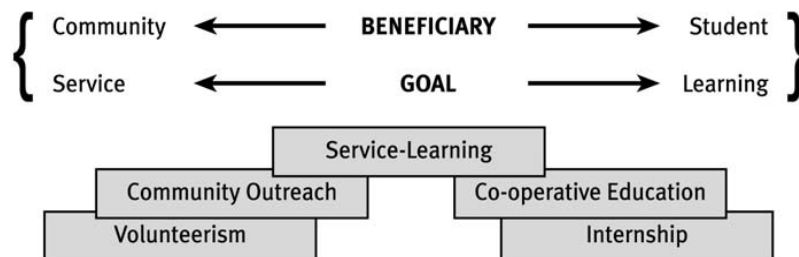 Community BENEFICIARY Student
Service GOAL Learning
Service-Learning
Community Outreach Co-operative Education
Volunteerism Internship